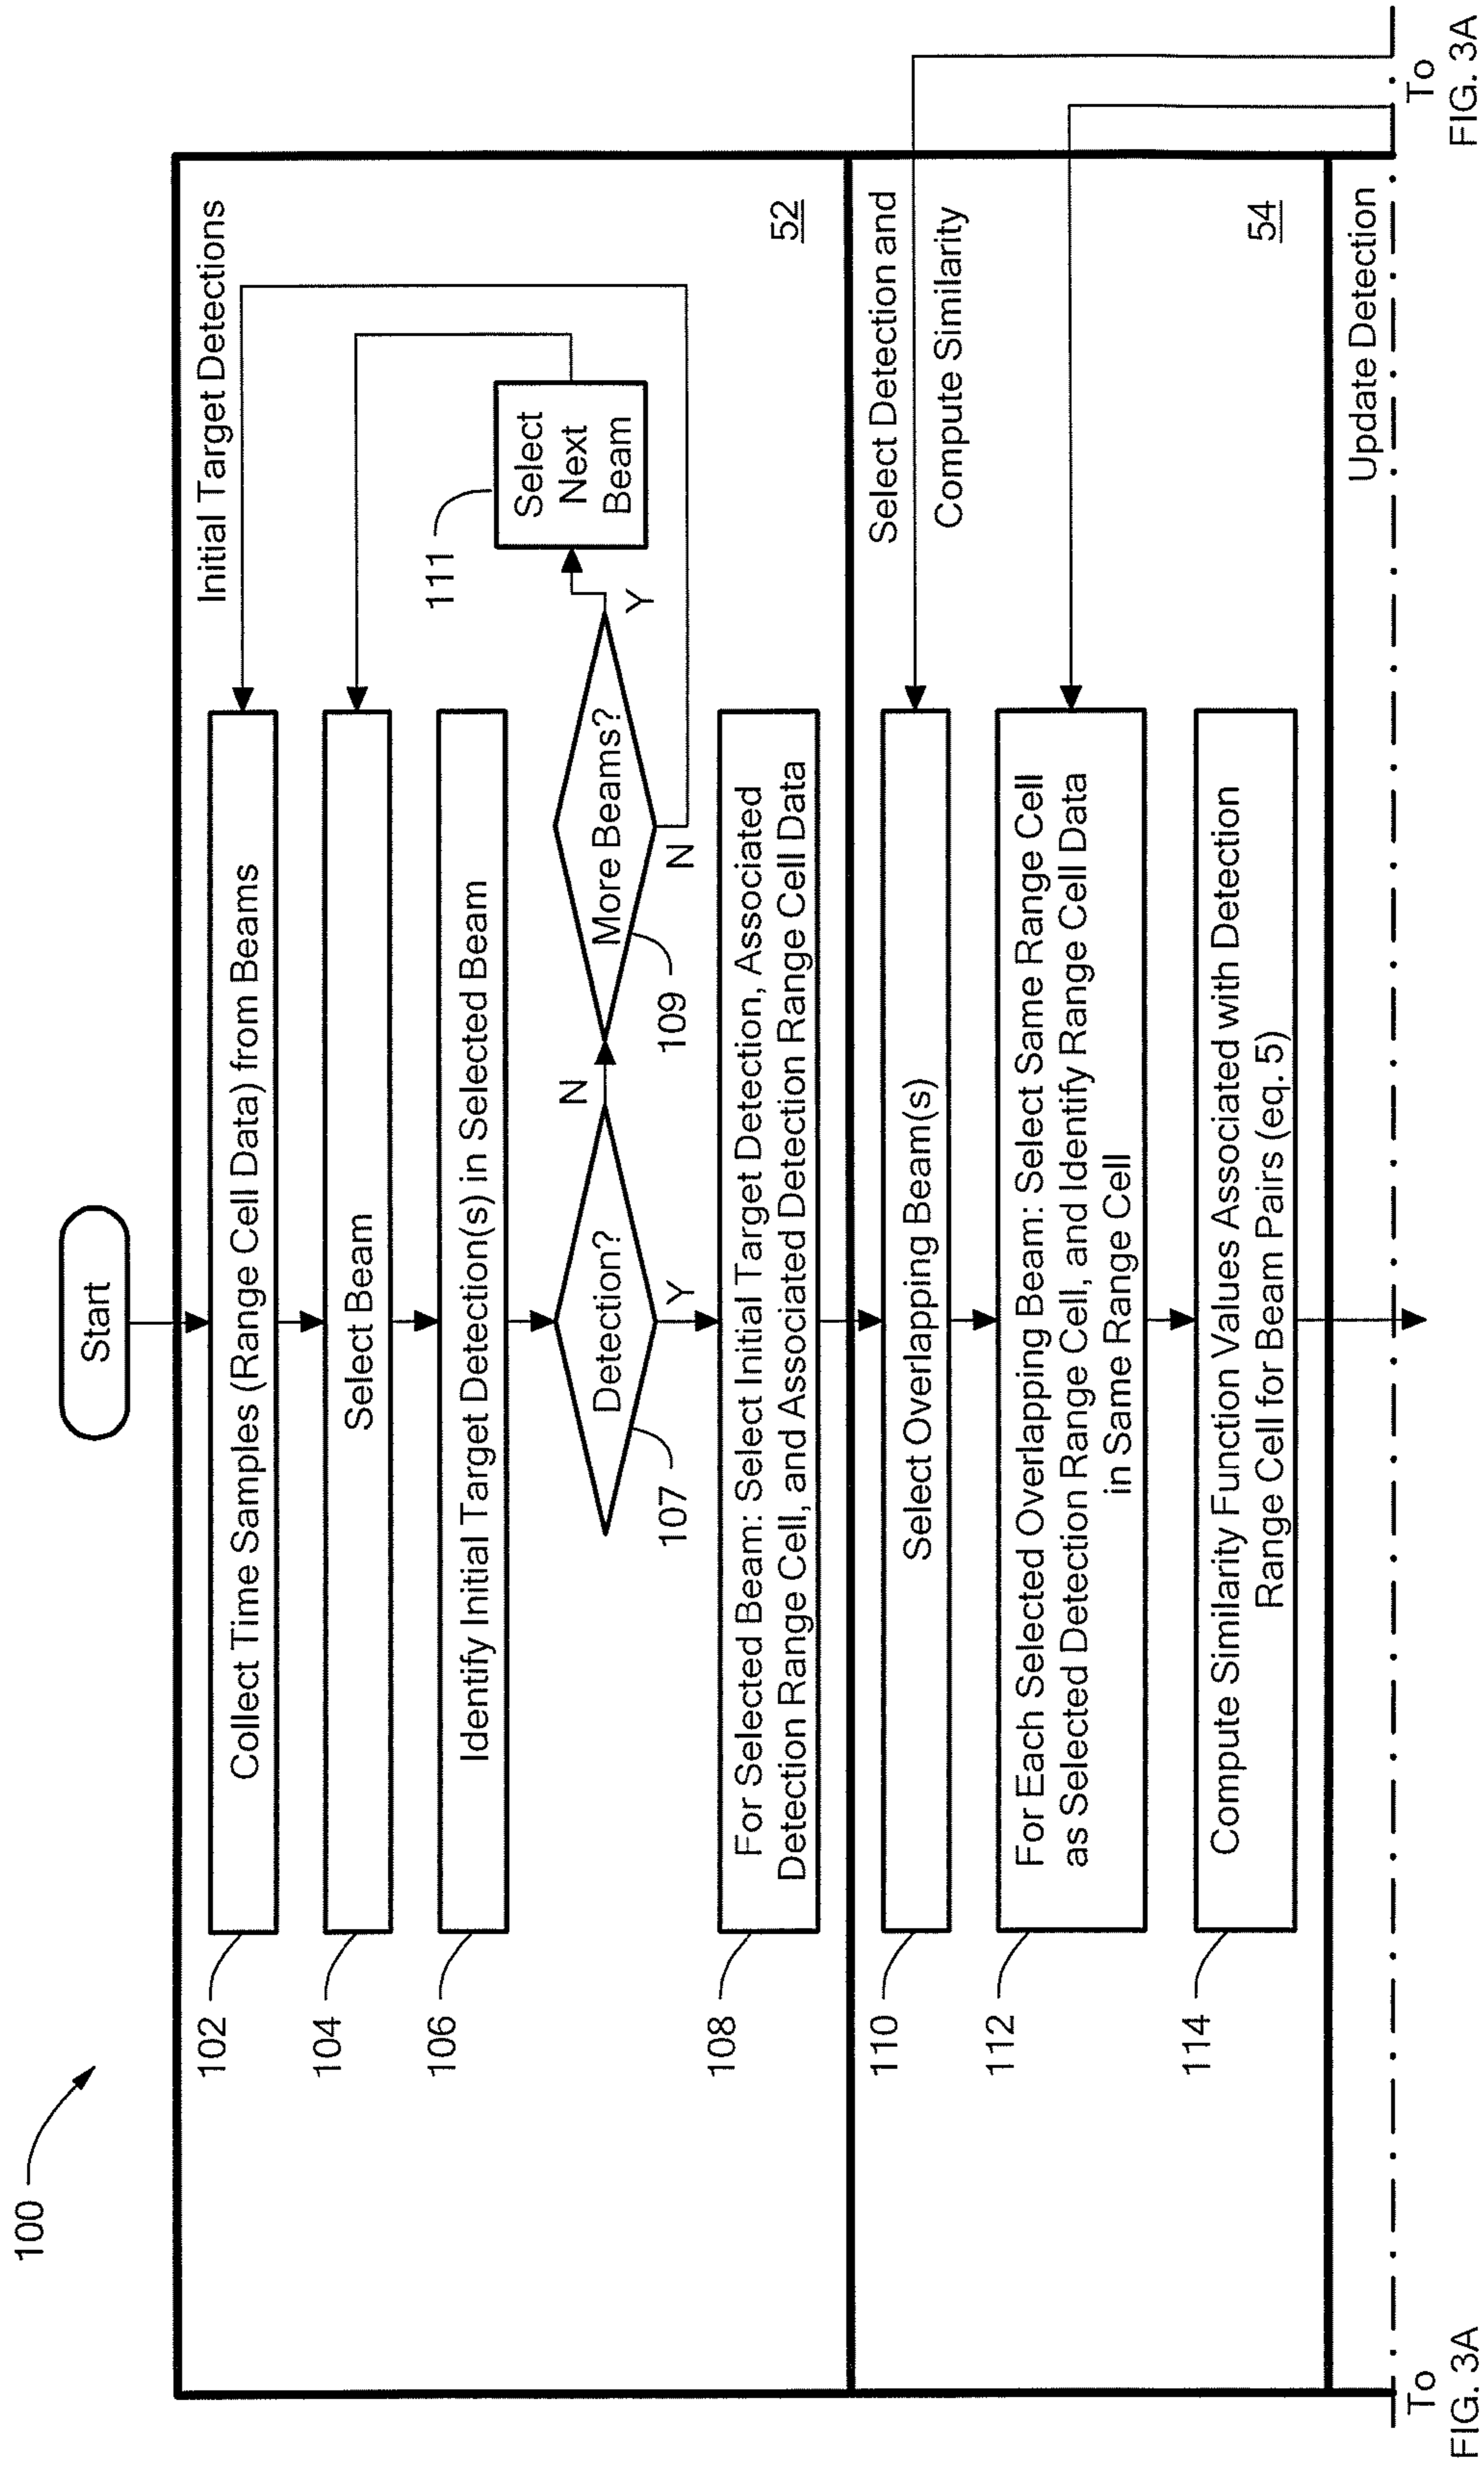 100
Start
Initial Target Detections
102
Collect Time Samples (Range Cell Data) from Beams
104
Select Beam
106
Identify Initial Target Detection(s) in Selected Beam
111
Select
Next
Beam
Detection?
N
More Beams?
Y
107
Y
109
N
108
For Selected Beam: Select Initial Target Detection, Associated
Detection Range Cell, and Associated Detection Range Cell Data
52
Select Detection and
Compute Similarity
110
Select Overlapping Beam(s)
112
For Each Selected Overlapping Beam: Select Same Range Cell
as Selected Detection Range Cell, and Identify Range Cell Data
in Same Range Cell
114
Compute Similarity Function Values Associated with Detection
Range Cell for Beam Pairs (eq. 5)
54
Update Detection
To
FIG. 3A
To
FIG. 3A